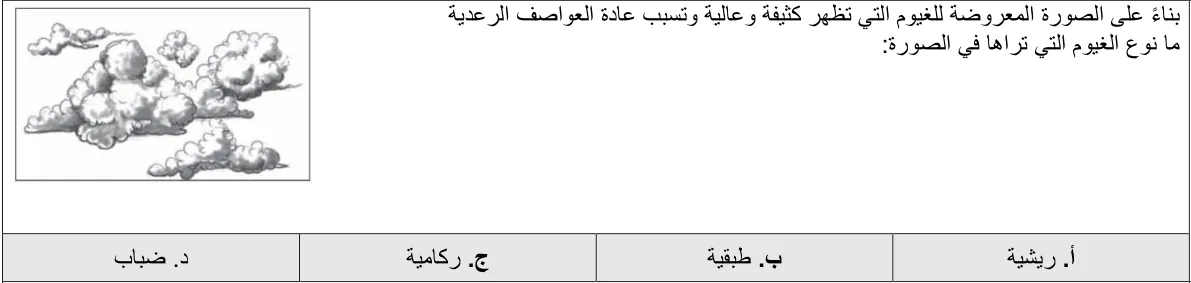 بناءً على الصورة المعروضة للغيوم التي تظهر كثيفة وعالية وتسبب عادة العواصف الرعدية
ما نوع الغيوم التي تراها في الصورة:
أ. ريشية
ب. طبقية
ج. ركامية
د. ضباب